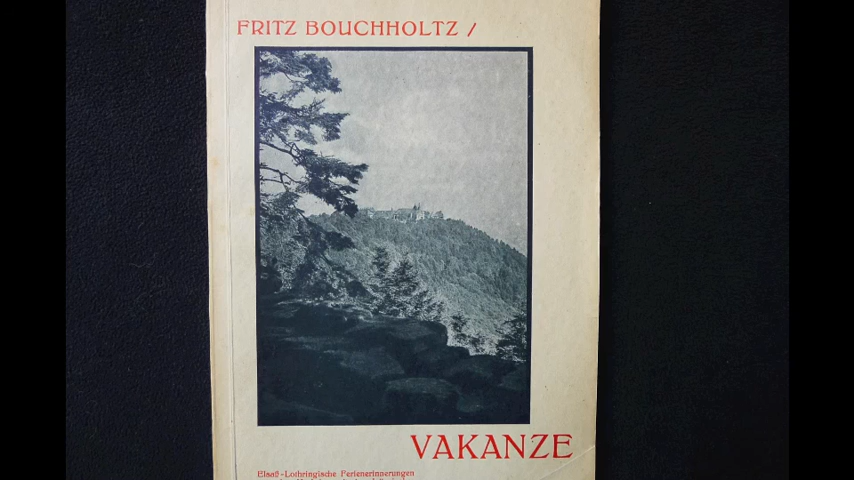 FRITZ BOUCHHOLTZ /
VAKANZE
Elsaß-Lothringische Ferienerinnerungen